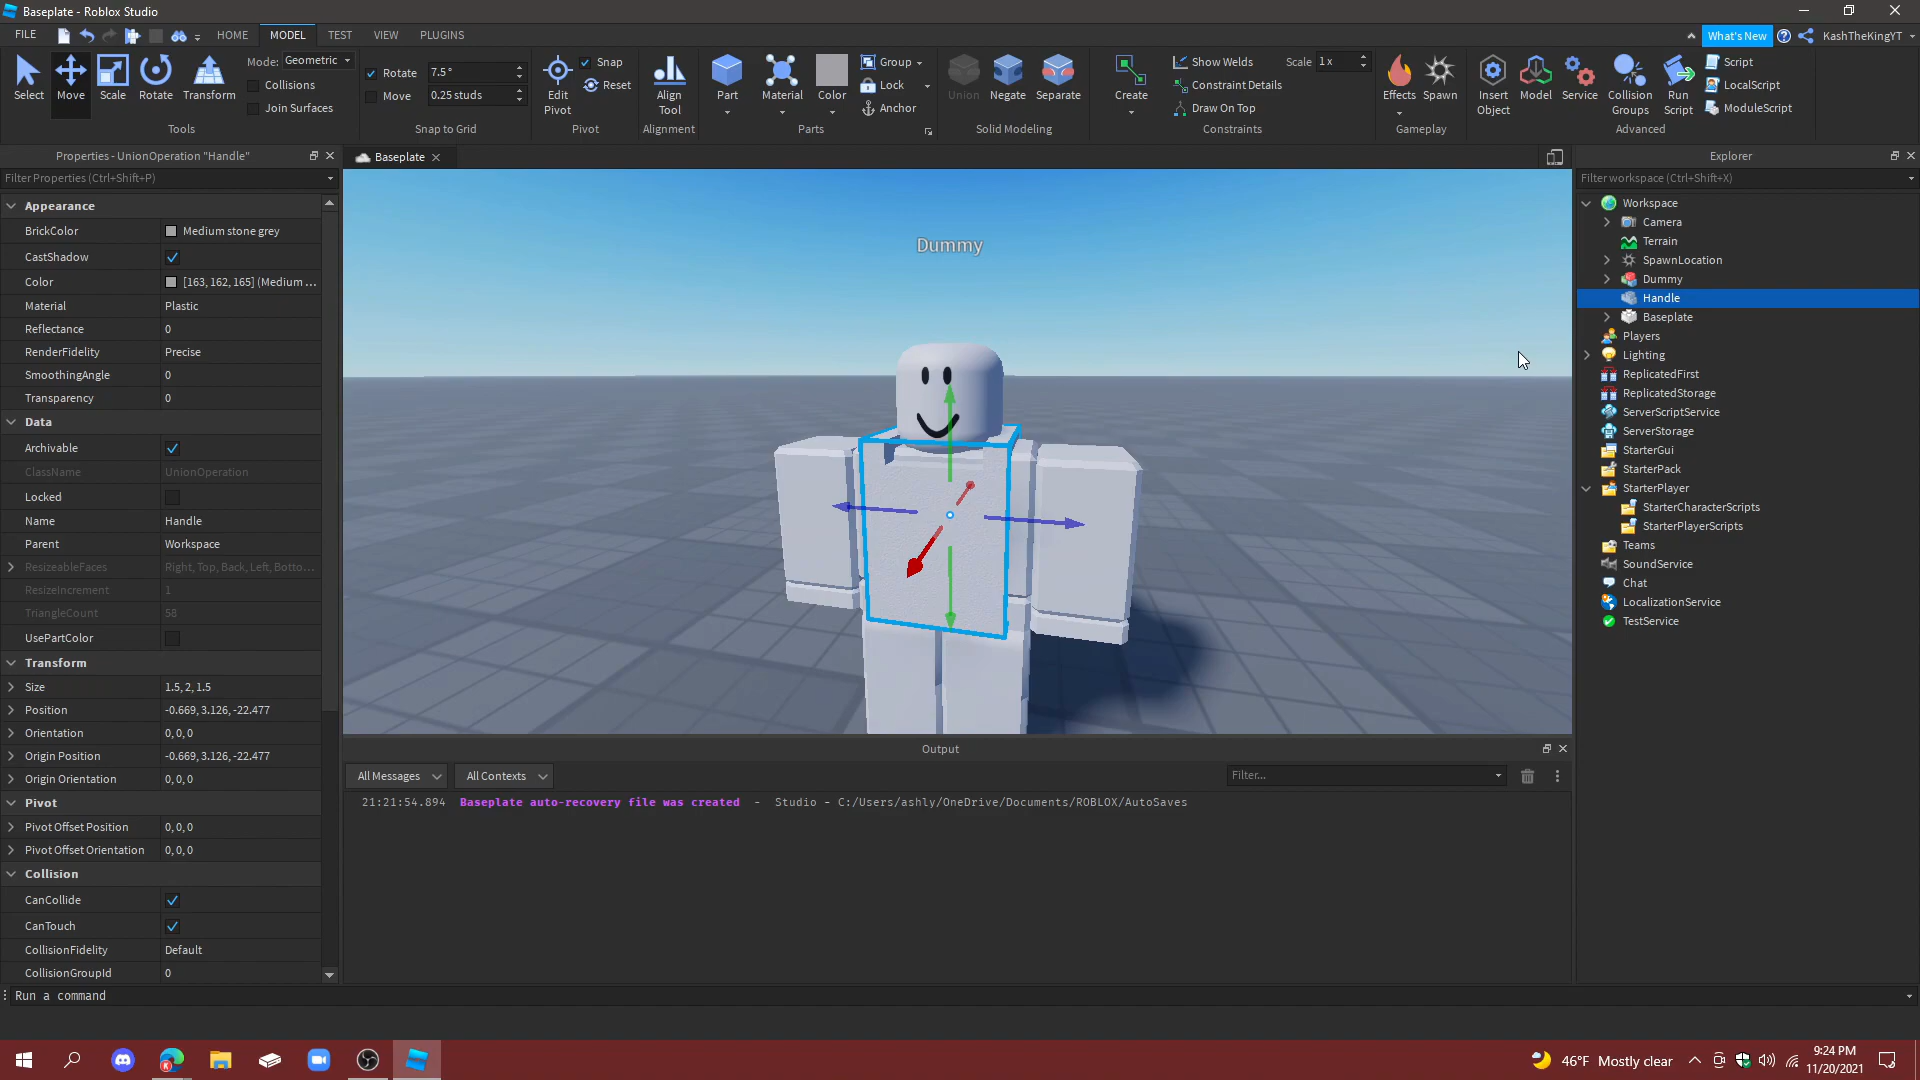 Baseplate - Roblox Studio
FILE HOME MODEL TEST VIEW PLUGINS What's New KashTheKingYT
Select Move Scale Rotate Transform
Mode: Geometric
Collisions
Join Surfaces
Tools
Rotate 7.5°
Move 0.25 studs
Snap to Grid
Edit Pivot
Snap
Reset
Pivot
Align Tool
Alignment
Part Material Color
Group
Lock
Anchor
Parts
Union Negate Separate
Solid Modeling
Create
Show Welds
Constraint Details
Draw On Top
Scale 1 x
Constraints
Effects Spawn
Gameplay
Insert Object
Model
Service
Collision Groups
Run Script
Script
LocalScript
ModuleScript
Advanced
Properties - UnionOperation "Handle"
Filter Properties (Ctrl+Shift+P)
Appearance
BrickColor Medium stone grey
CastShadow
Color [163, 162, 165] (Medium ...
Material Plastic
Reflectance 0
RenderFidelity Precise
SmoothingAngle 0
Transparency 0
Data
Archivable
ClassName UnionOperation
Locked
Name Handle
Parent Workspace
ResizeableFaces Right, Top, Back, Left, Botto...
ResizeIncrement 1
TriangleCount 58
UsePartColor
Transform
Size 1.5, 2, 1.5
Position -0.669, 3.126, -22.477
Orientation 0, 0, 0
Origin Position -0.669, 3.126, -22.477
Origin Orientation 0, 0, 0
Pivot
Pivot Offset Position 0, 0, 0
Pivot Offset Orientation 0, 0, 0
Collision
CanCollide
CanTouch
CollisionFidelity Default
CollisionGroupId 0
Baseplate
Dummy
Output
All Messages All Contexts Filter...
21:21:54.894 Baseplate auto-recovery file was created - Studio - C:/Users/ashly/OneDrive/Documents/ROBLOX/AutoSaves
Explorer
Filter workspace (Ctrl+Shift+X)
Workspace
Camera
Terrain
SpawnLocation
Dummy
Handle
Baseplate
Players
Lighting
ReplicatedFirst
ReplicatedStorage
ServerScriptService
ServerStorage
StarterGui
StarterPack
StarterPlayer
StarterCharacterScripts
StarterPlayerScripts
Teams
SoundService
Chat
LocalizationService
TestService
Run a command
46°F Mostly clear
9:24 PM
11/20/2021